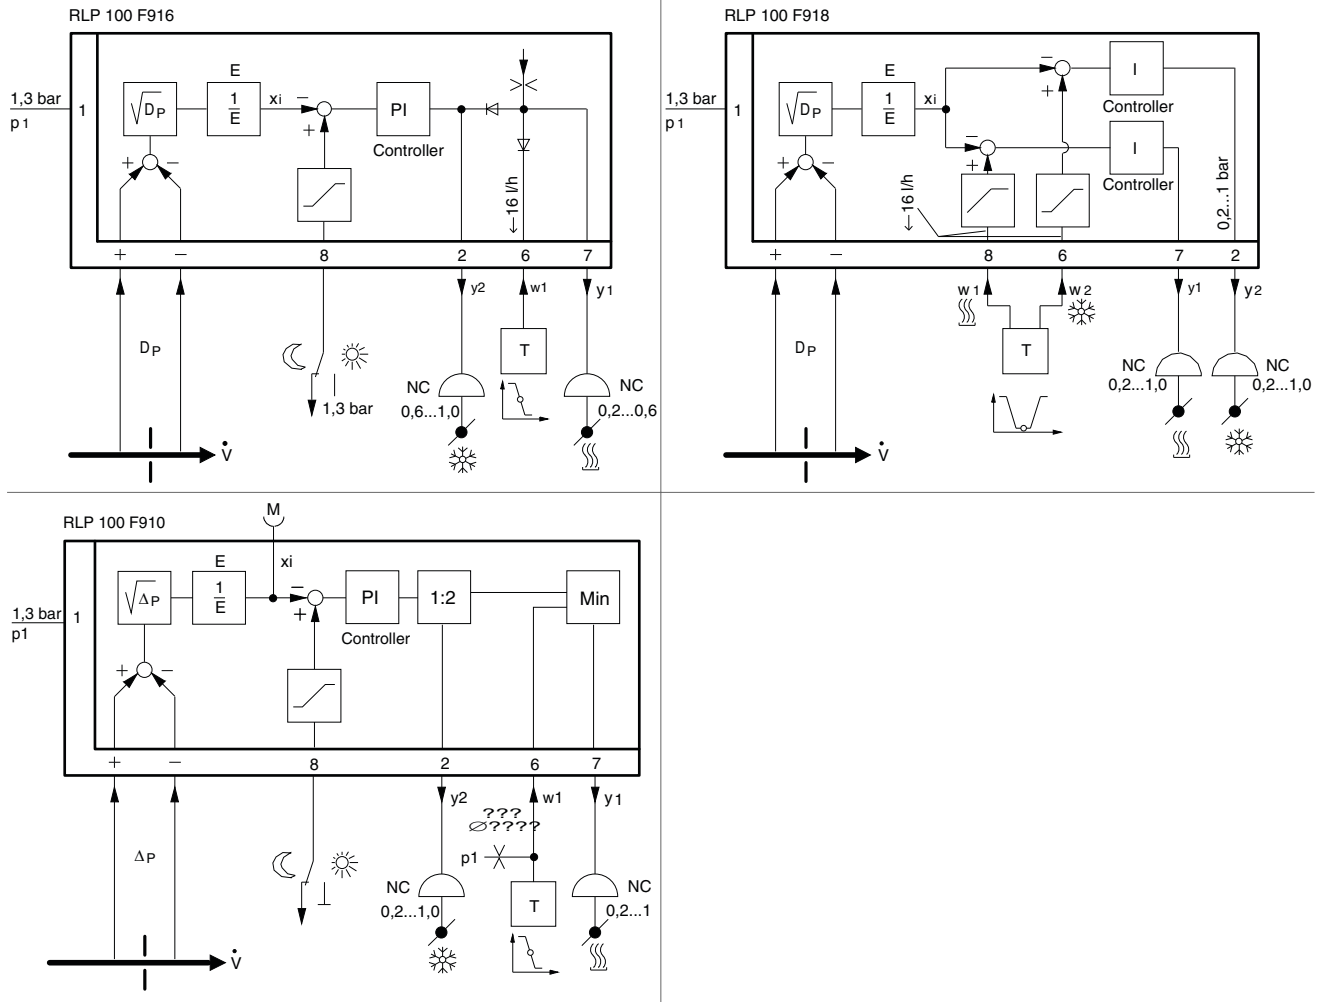 RLP 100 F916
1,3 bar
p1
1
√DP
E
1
E
xi
−
+
PI
Controller
+
−
←16 l/h
+
−
8
2
6
7
y2
w1
y1
DP
T
1,3 bar
NC
0,6...1,0
NC
0,2...0,6
V̇
RLP 100 F918
1,3 bar
p1
1
√DP
E
1
E
xi
−
+
I
Controller
−
+
I
Controller
+
−
←16 l/h
0,2...1 bar
+
−
8
6
7
2
w1
w2
y1
y2
DP
T
NC
0,2...1,0
NC
0,2...1,0
V̇
RLP 100 F910
M
1,3 bar
p1
1
√ΔP
E
1
E
xi
−
+
PI
Controller
1:2
Min
+
−
+
−
8
2
6
7
y2
w1
y1
???
∅????
p1
ΔP
T
NC
0,2...1,0
NC
0,2...1
V̇